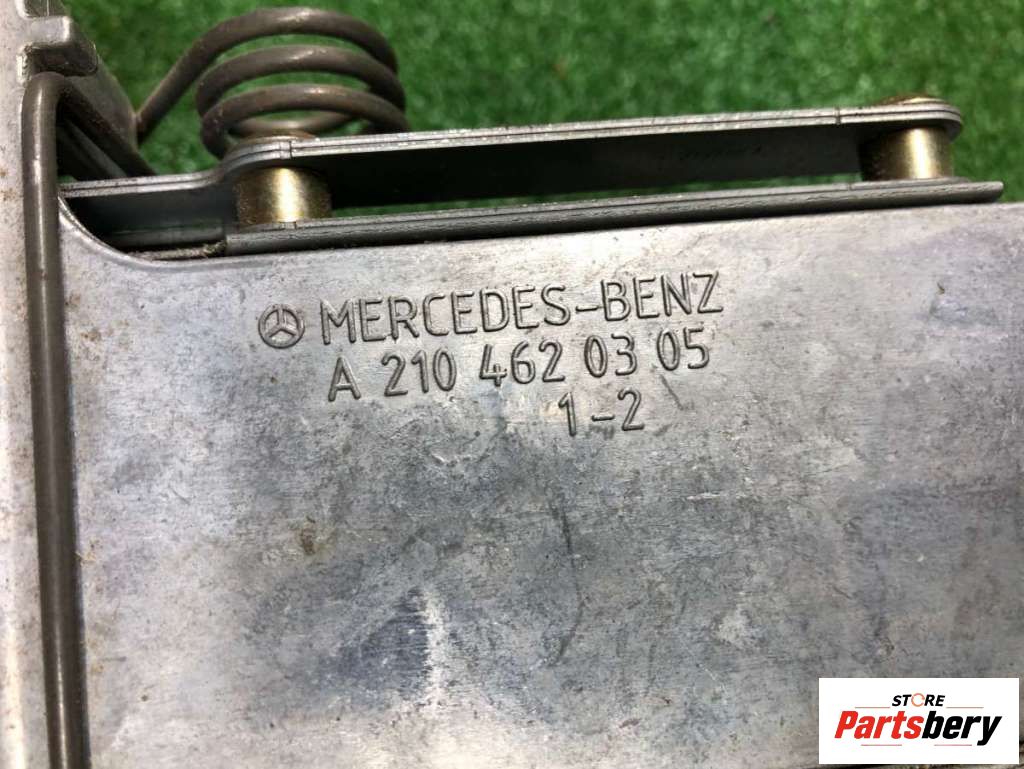 MERCEDES-BENZ
A 210 462 03 05
1-2
STORE
Partsbery